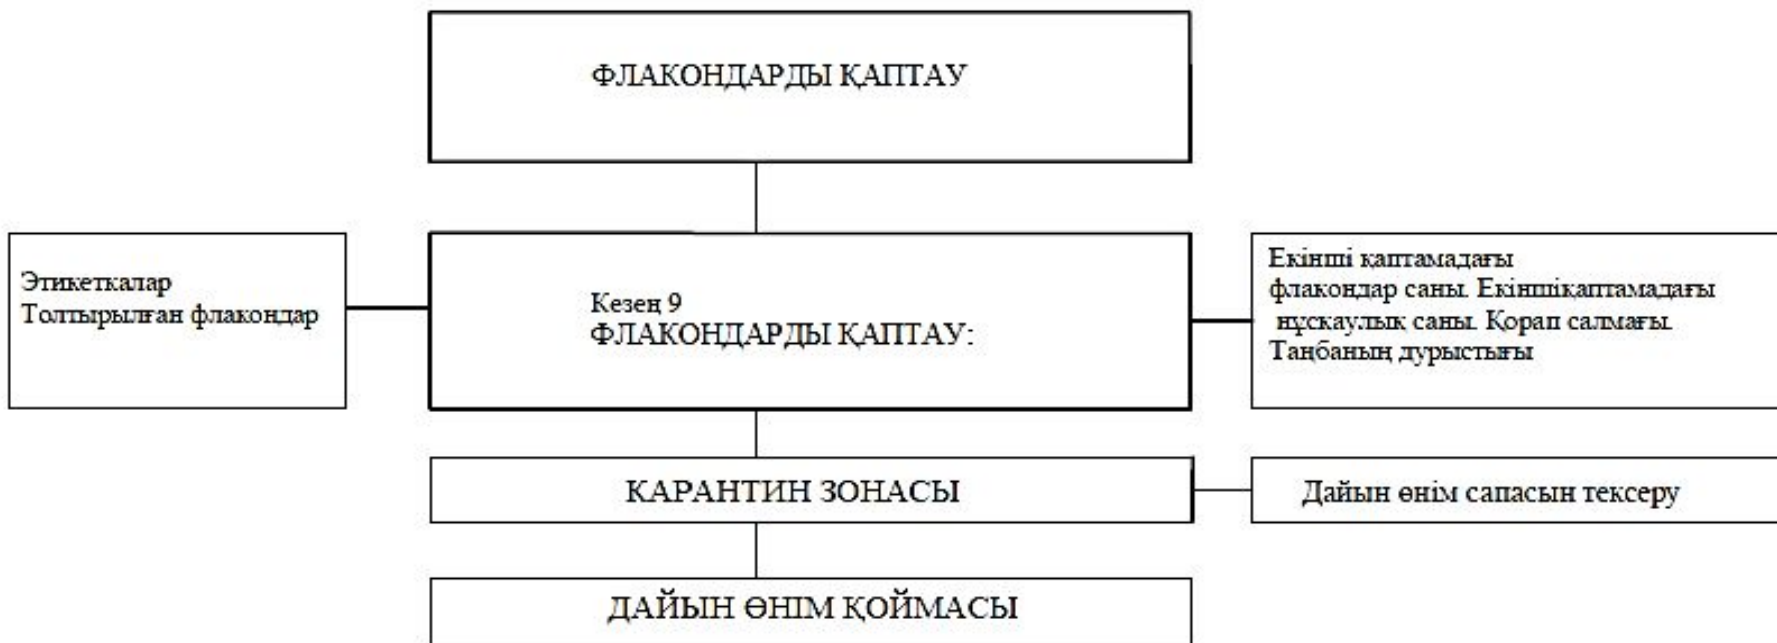 ФЛАКОНДАРДЫ ҚАПТАУ
Этикеткалар
Толтырылған флакондар
Кезең 9
ФЛАКОНДАРДЫ ҚАПТАУ:
Екінші қаптамадағы
флакондар саны. Екіншіқаптамадағы
нұсқаулық саны. Қорап салмағы.
Таңбаның дұрыстығы
КАРАНТИН ЗОНАСЫ
Дайын өнім сапасын тексеру
ДАЙЫН ӨНІМ ҚОЙМАСЫ